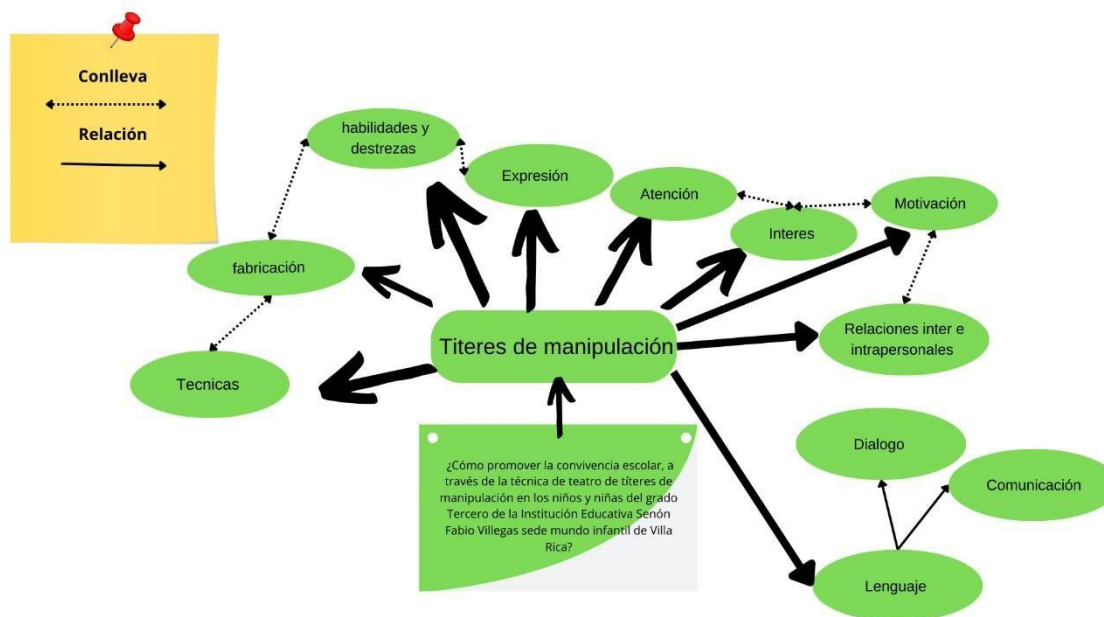 Conlleva
Relación
habilidades y
destrezas
Expresión
Atención
Motivación
Interes
fabricación
Relaciones inter e
intrapersonales
Titeres de manipulación
Tecnicas
Dialogo
Comunicación
¿Cómo promover la convivencia escolar, a
través de la técnica de teatro de títeres de
manipulación en los niños y niñas del grado
Tercero de la Institución Educativa Senón
Fabio Villegas sede mundo infantil de Villa
Rica?
Lenguaje